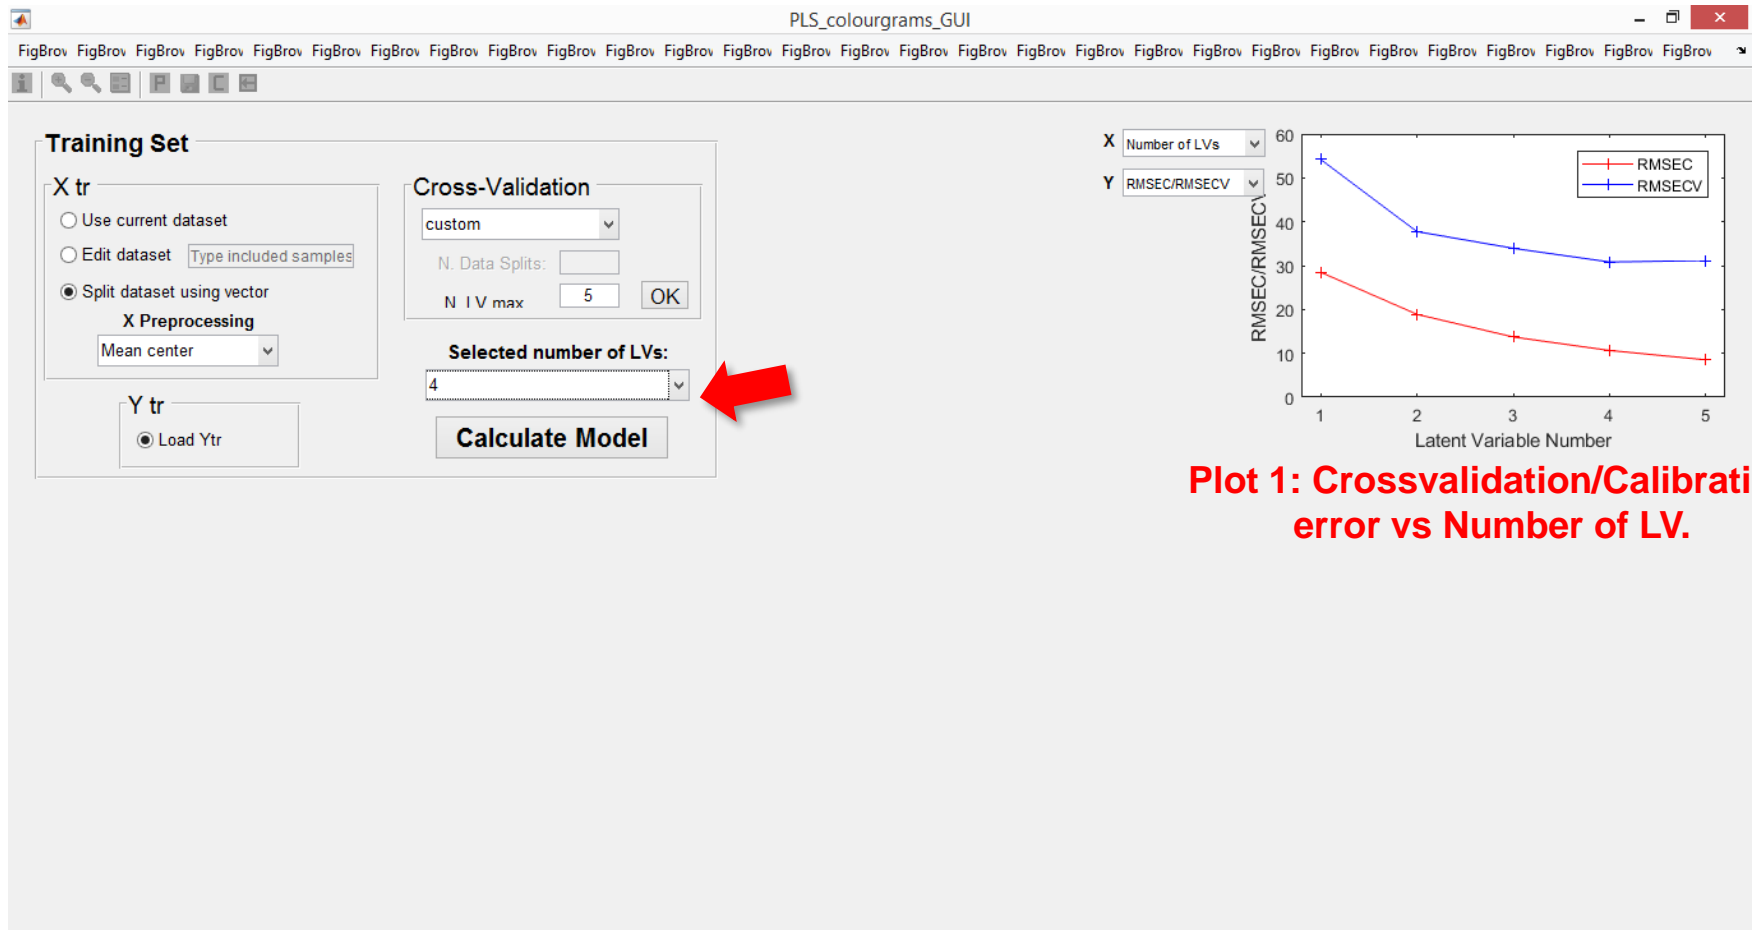 PLS_colourgrams_GUI
FigBrov FigBrov FigBrov FigBrov FigBrov FigBrov FigBrov FigBrov FigBrov FigBrov FigBrov FigBrov FigBrov FigBrov FigBrov FigBrov FigBrov FigBrov FigBrov FigBrov FigBrov FigBrov FigBrov FigBrov FigBrov FigBrov FigBrov FigBrov FigBrov
P C
Training Set
X tr
Use current dataset
Edit dataset Type included samples
Split dataset using vector
X Preprocessing
Mean center
Y tr
Load Ytr
Cross-Validation
custom
N. Data Splits:
N LV max 5 OK
Selected number of LVs:
4
Calculate Model
X Number of LVs
Y RMSEC/RMSECV
RMSEC/RMSECV
60
50
40
30
20
10
0
RMSEC
RMSECV
1 2 3 4 5
Latent Variable Number
Plot 1: Crossvalidation/Calibrati
error vs Number of LV.